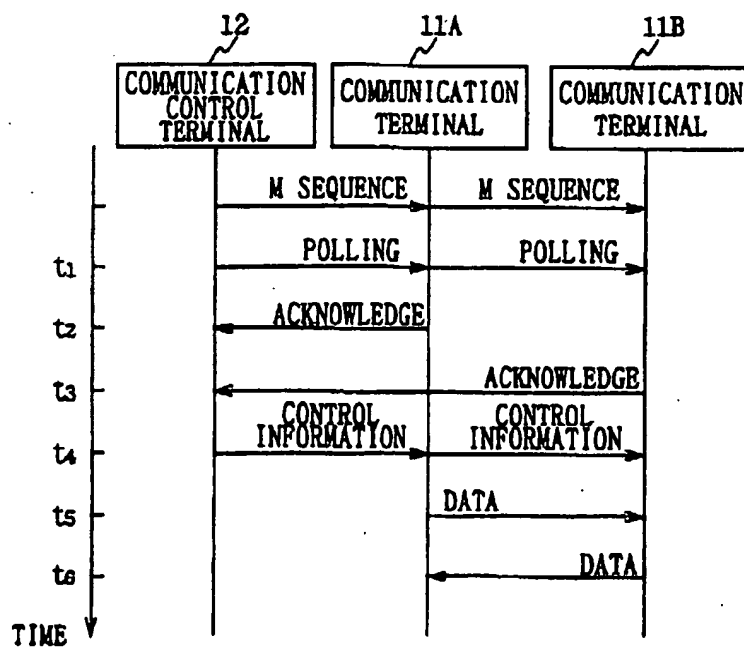 12
11A
11B
COMMUNICATION
CONTROL
TERMINAL
COMMUNICATION
TERMINAL
COMMUNICATION
TERMINAL
M SEQUENCE
M SEQUENCE
t1
POLLING
POLLING
t2
ACKNOWLEDGE
t3
ACKNOWLEDGE
CONTROL
INFORMATION
CONTROL
INFORMATION
t4
t5
DATA
t6
DATA
TIME